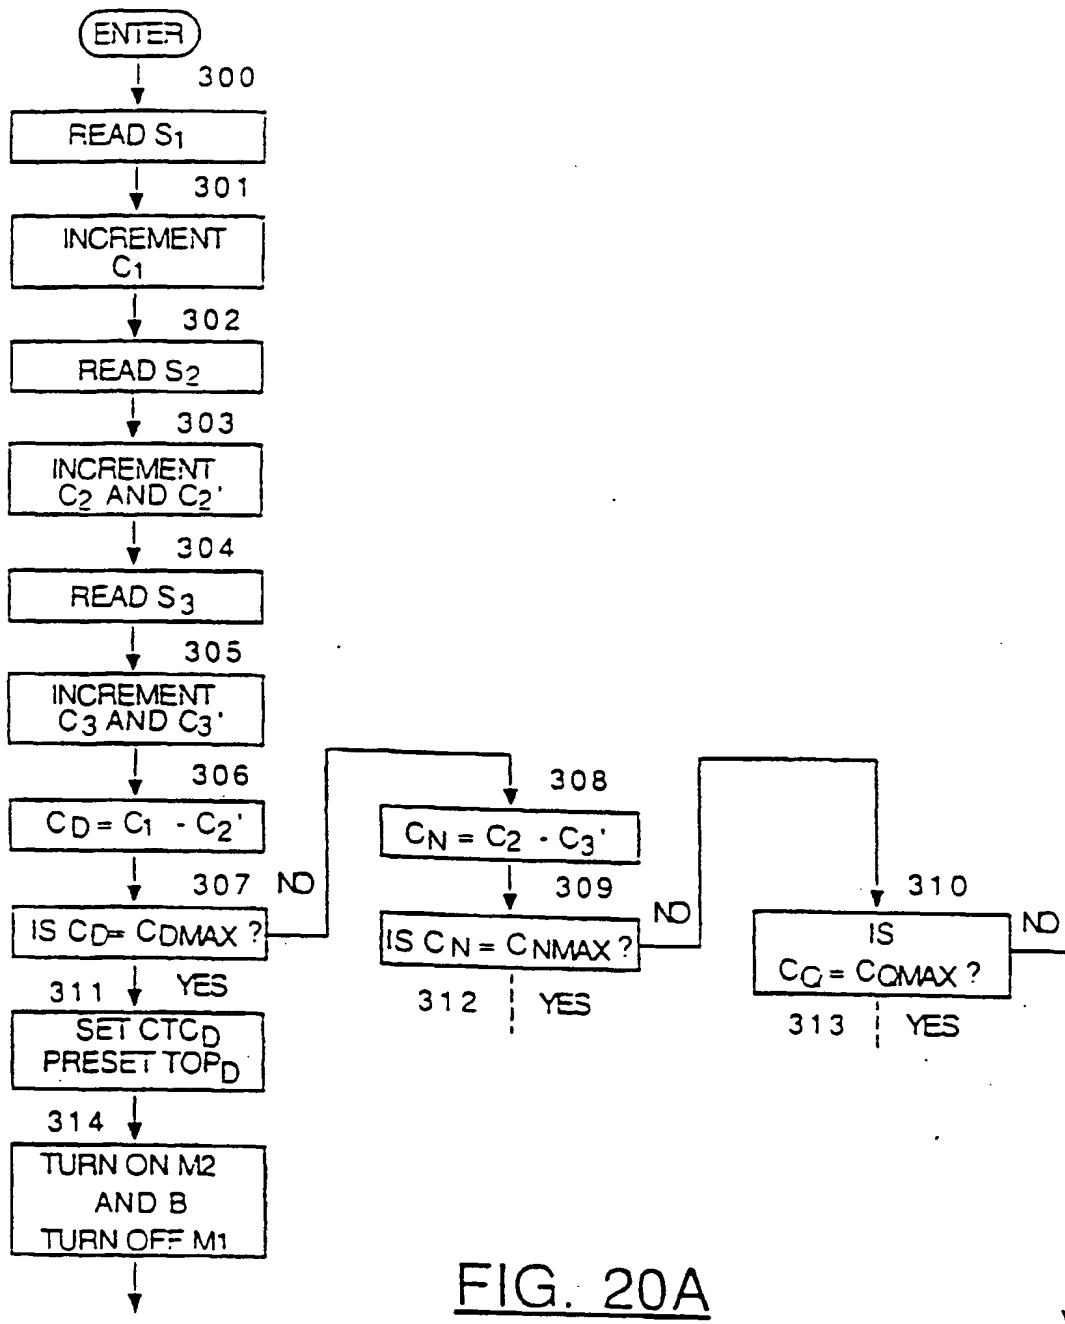 ENTER
300
READ S1
301
INCREMENT
C1
302
READ S2
303
INCREMENT
C2 AND C2'
304
READ S3
305
INCREMENT
C3 AND C3'
306
CD = C1 - C2'
307 NO
IS CD = CDMAX ?
YES
308
CN = C2 - C3'
309
NO
IS CN = CNMAX ?
312 YES
310
NO
IS
CQ = CQMAX ?
313 YES
311
SET CTCD
PRESET TOPD
314
TURN ON M2
AND B
TURN OFF M1
FIG. 20A